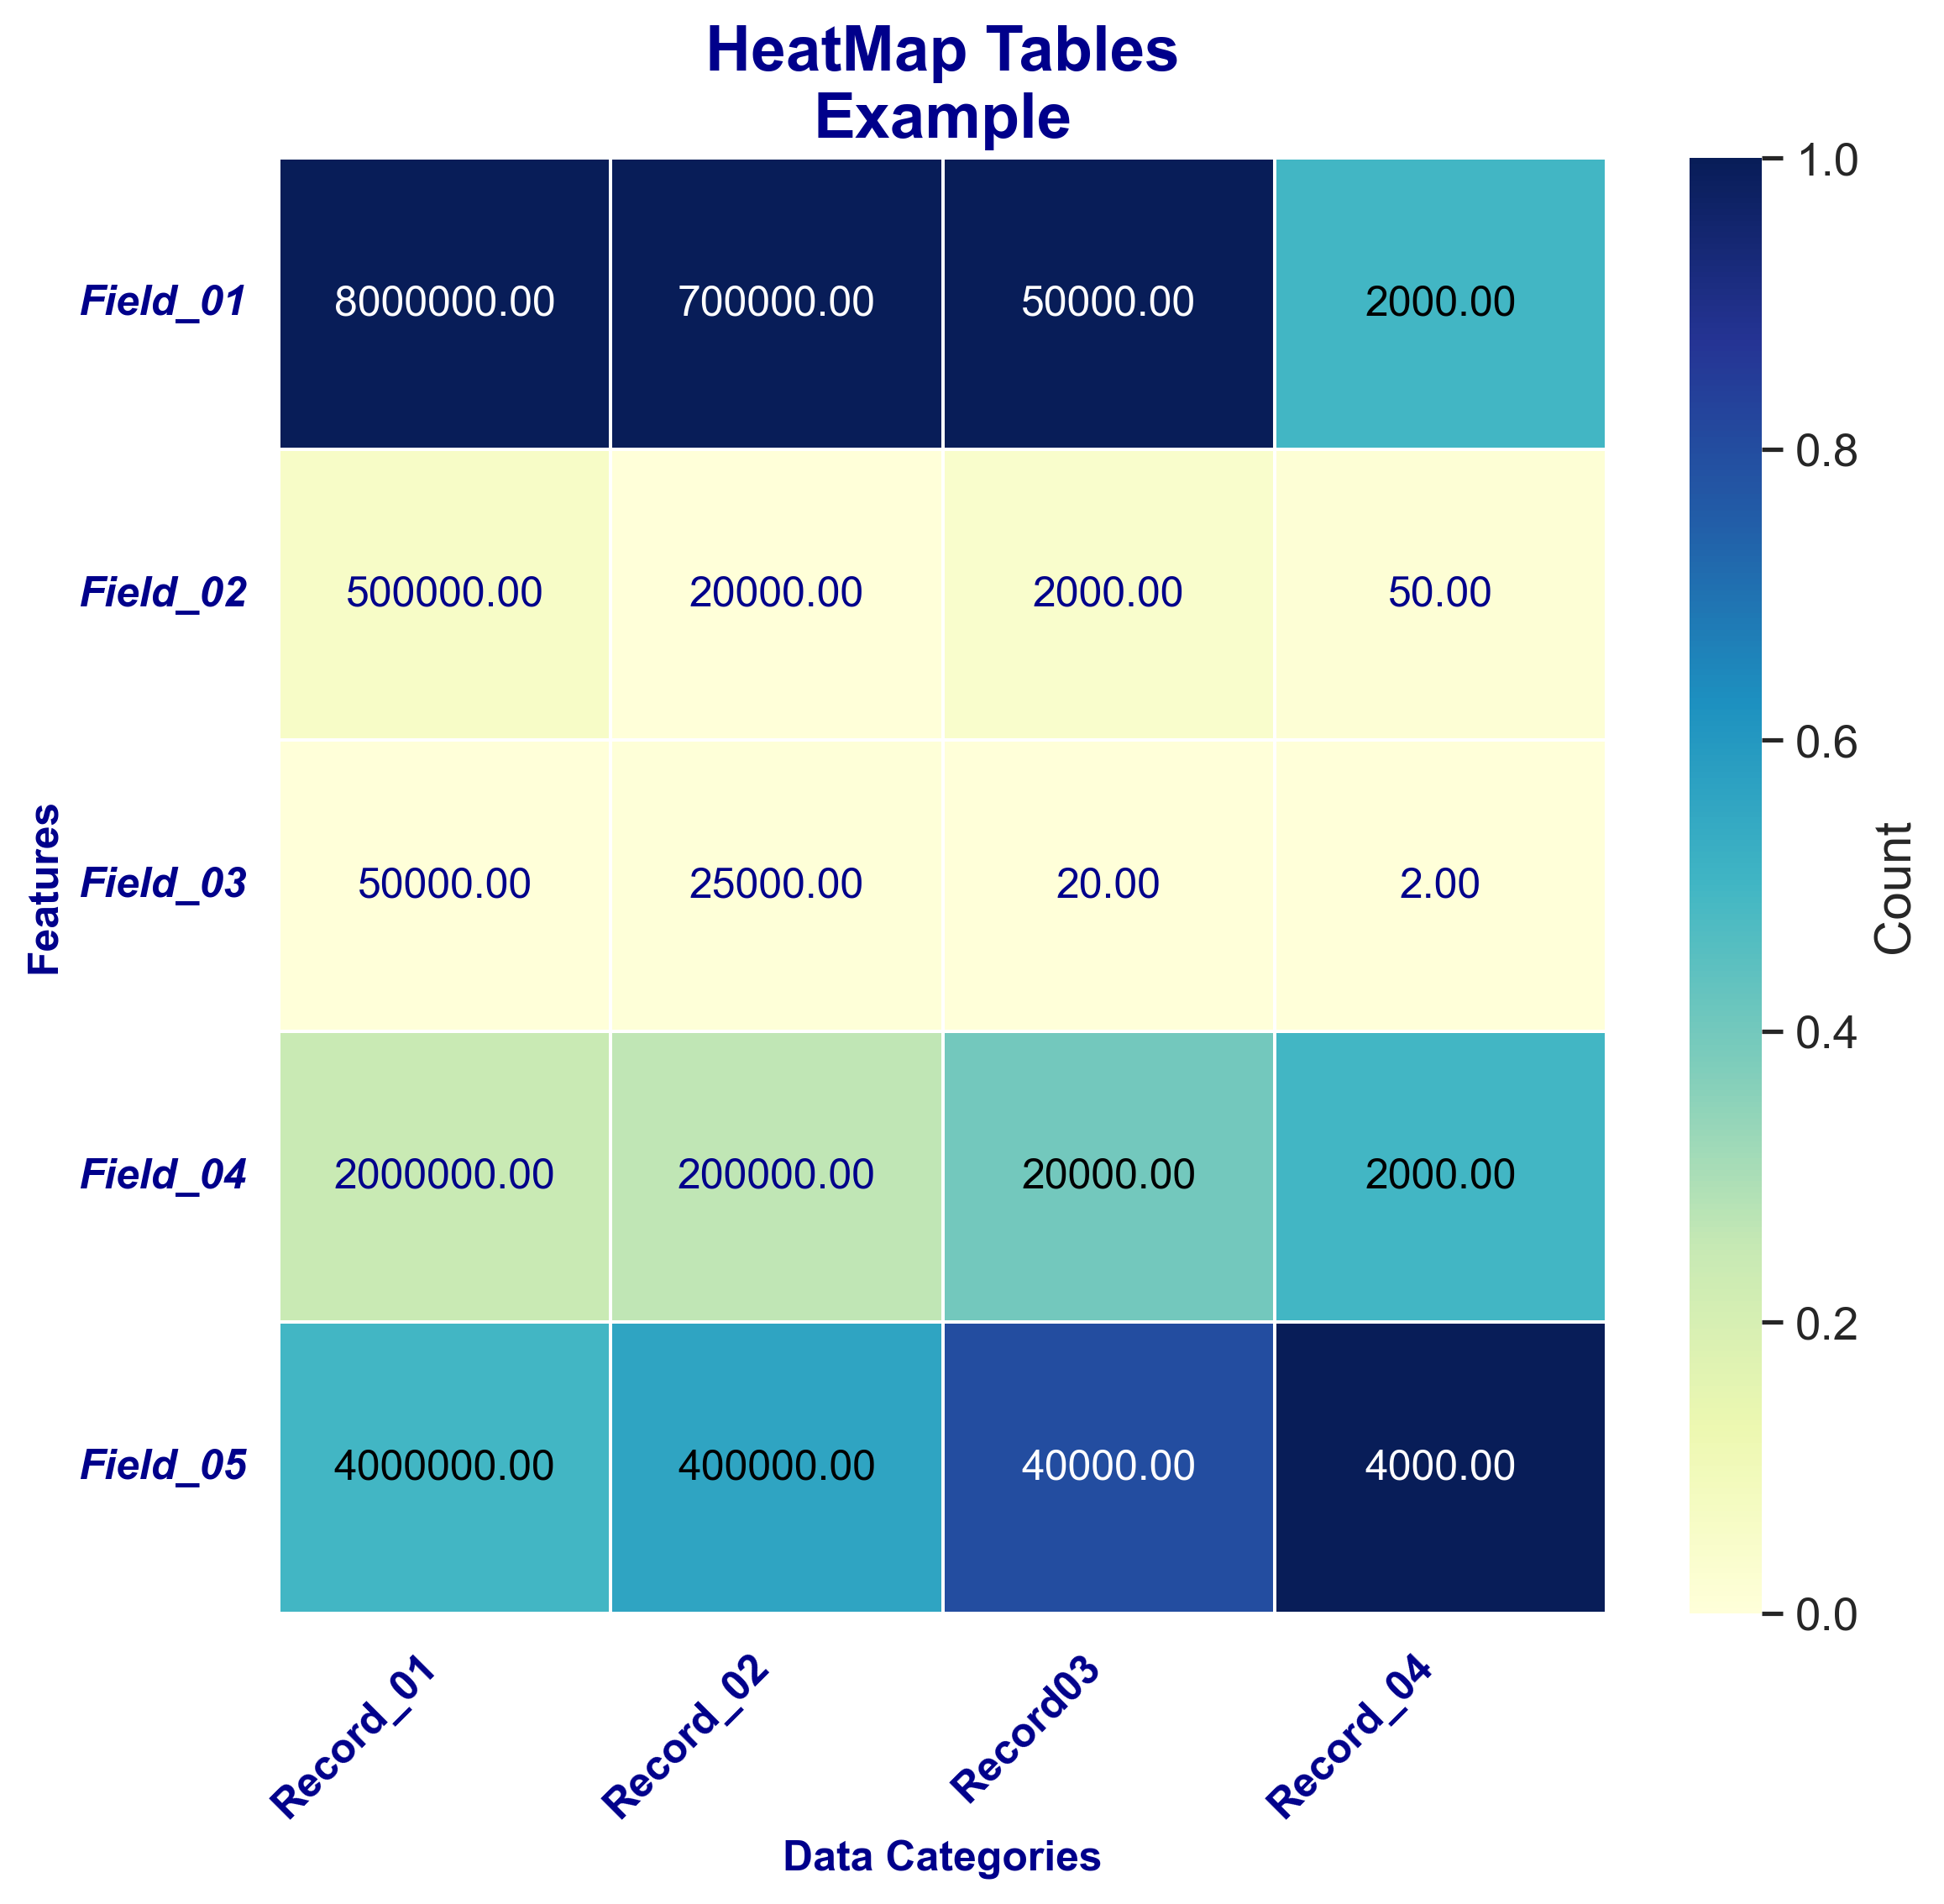 HeatMap Tables
Example
Field_01 8000000.00 700000.00 50000.00 2000.00
Field_02 500000.00 20000.00 2000.00 50.00
Field_03 50000.00 25000.00 20.00 2.00
Field_04 2000000.00 200000.00 20000.00 2000.00
Field_05 4000000.00 400000.00 40000.00 4000.00
Features
Record_01 Record_02 Record03 Record_04
Data Categories
1.0
0.8
0.6
0.4
0.2
0.0
Count